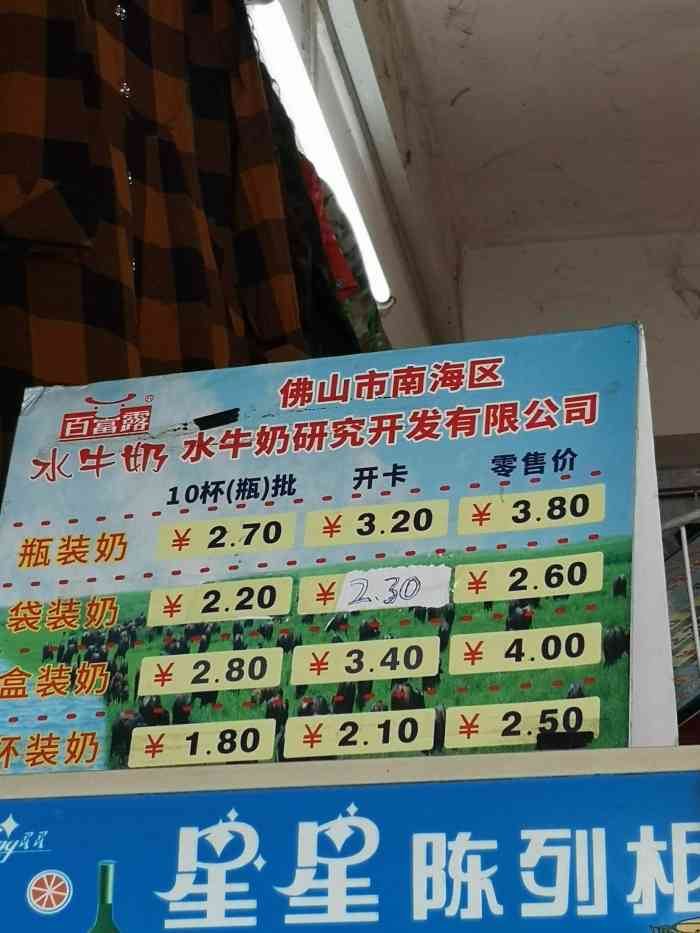 百富露®
佛山市南海区
水牛奶 水牛奶研究开发有限公司
10杯(瓶)批 开卡 零售价
瓶装奶 ￥2.70 ￥3.20 ￥3.80
袋装奶 ￥2.20 ￥2.30 ￥2.60
盒装奶 ￥2.80 ￥3.40 ￥4.00
杯装奶 ￥1.80 ￥2.10 ￥2.50
星星
星星陈列柜